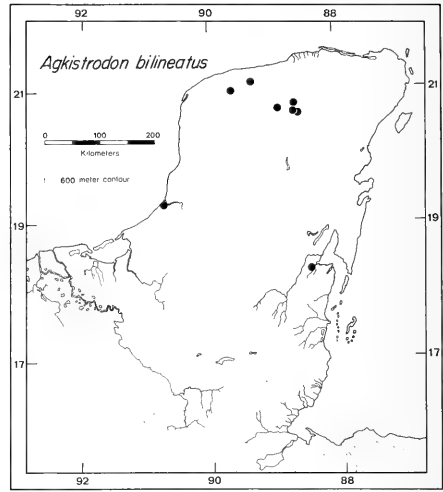 92 90 88
Agkistrodon bilineatus
21 21
0 100 200
Kilometers
600 meter contour
19 19
17 17
92 90 88